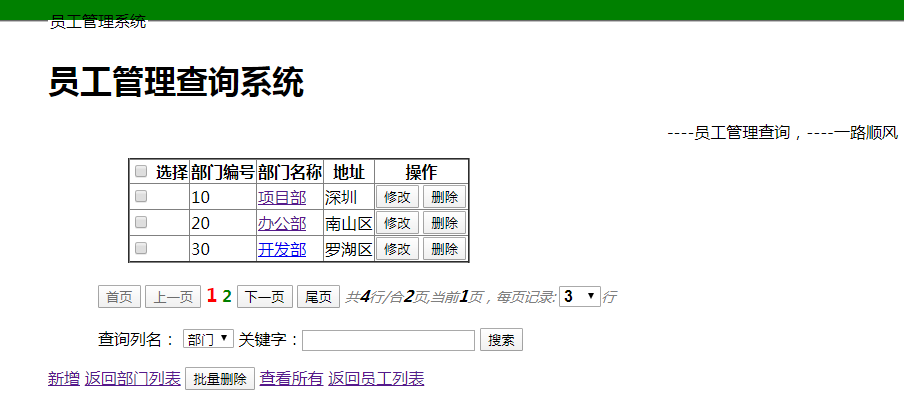 员工管理系统
员工管理查询系统
----员工管理查询，----一路顺风
选择 部门编号 部门名称 地址 操作
10 项目部 深圳 修改 删除
20 办公部 南山区 修改 删除
30 开发部 罗湖区 修改 删除
首页 上一页 1 2 下一页 尾页 共4行/合2页,当前1页，每页记录: 3 行
查询列名： 部门 关键字： 搜索
新增 返回部门列表 批量删除 查看所有 返回员工列表